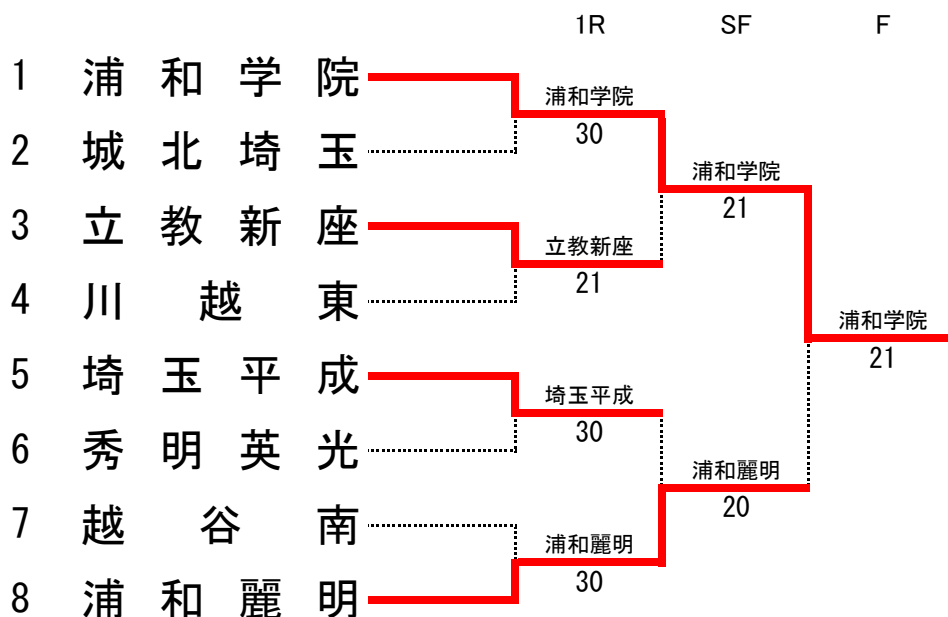 1R SF F
1 浦和学院
2 城北埼玉
3 立教新座
4 川越東
5 埼玉平成
6 秀明英光
7 越谷南
8 浦和麗明
浦和学院
30
立教新座
21
埼玉平成
30
浦和麗明
30
浦和学院
21
浦和麗明
20
浦和学院
21